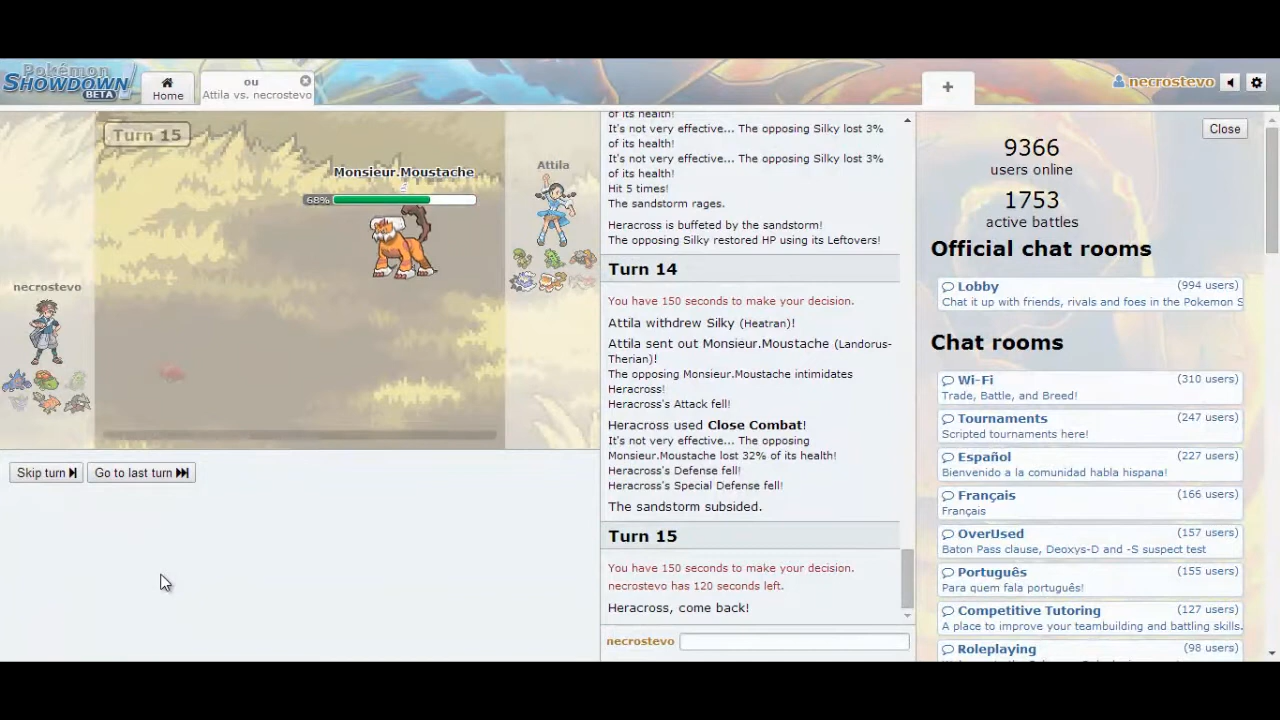 Pokémon
SHOWDOWN
BETA
Home
ou
Attila vs. necrostevo
necrostevo
Turn 15
Monsieur.Moustache
68%
Attila
necrostevo
Skip turn
Go to last turn
of its health!
It's not very effective... The opposing Silky lost 3%
of its health!
It's not very effective... The opposing Silky lost 3%
of its health!
Hit 5 times!
The sandstorm rages.
Heracross is buffeted by the sandstorm!
The opposing Silky restored HP using its Leftovers!
Turn 14
You have 150 seconds to make your decision.
Attila withdrew Silky (Heatran)!
Attila sent out Monsieur.Moustache (Landorus-
Therian)!
The opposing Monsieur.Moustache intimidates
Heracross!
Heracross's Attack fell!
Heracross used Close Combat!
It's not very effective... The opposing
Monsieur.Moustache lost 32% of its health!
Heracross's Defense fell!
Heracross's Special Defense fell!
The sandstorm subsided.
Turn 15
You have 150 seconds to make your decision.
necrostevo has 120 seconds left.
Heracross, come back!
necrostevo
Close
9366
users online
1753
active battles
Official chat rooms
Lobby (994 users)
Chat it up with friends, rivals and foes in the Pokemon S
Chat rooms
Wi-Fi (310 users)
Trade, Battle, and Breed!
Tournaments (247 users)
Scripted tournaments here!
Español (227 users)
Bienvenido a la comunidad habla hispana!
Français (166 users)
Français
OverUsed (157 users)
Baton Pass clause, Deoxys-D and -S suspect test
Português (155 users)
Para quem fala português!
Competitive Tutoring (127 users)
A place to improve your teambuilding and battling skills.
Roleplaying (98 users)